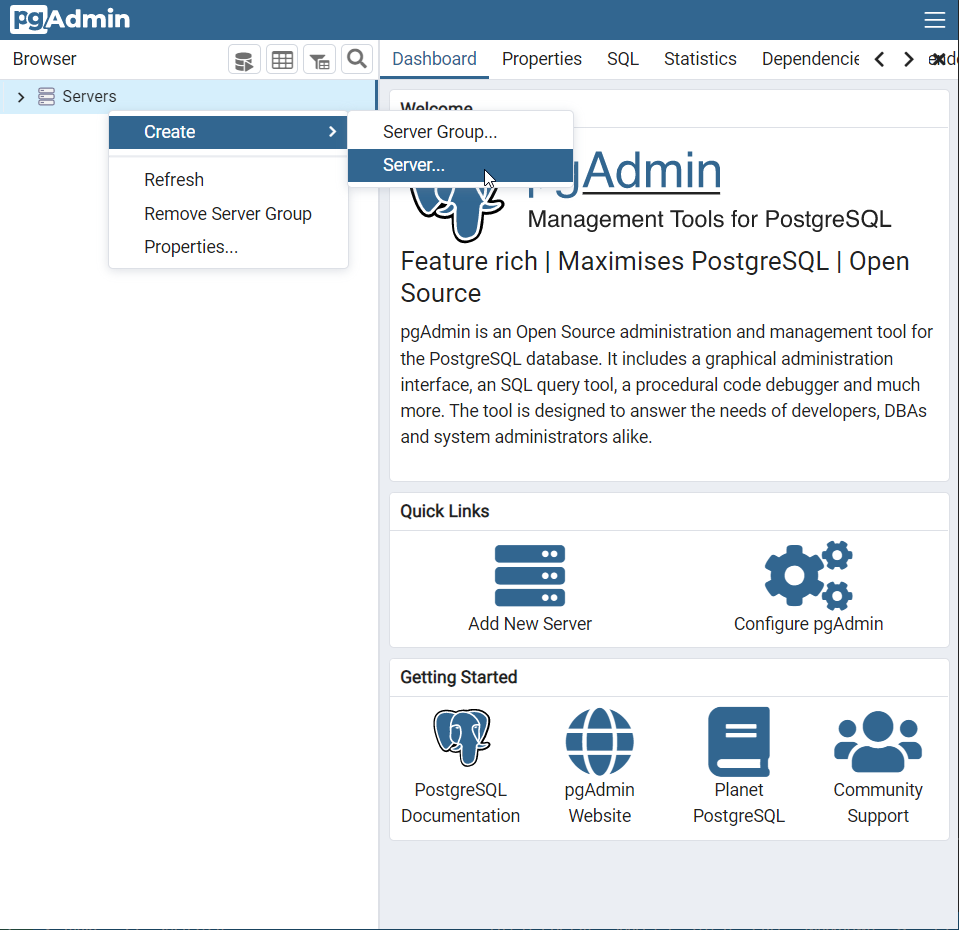 pgAdmin
Browser
Dashboard Properties SQL Statistics Dependencie
Servers
Create
Refresh
Remove Server Group
Properties...
Server Group...
Server...
Welcome
pgAdmin
Management Tools for PostgreSQL
Feature rich | Maximises PostgreSQL | Open
Source
pgAdmin is an Open Source administration and management tool for
the PostgreSQL database. It includes a graphical administration
interface, an SQL query tool, a procedural code debugger and much
more. The tool is designed to answer the needs of developers, DBAs
and system administrators alike.
Quick Links
Add New Server
Configure pgAdmin
Getting Started
PostgreSQL
Documentation
pgAdmin
Website
Planet
PostgreSQL
Community
Support